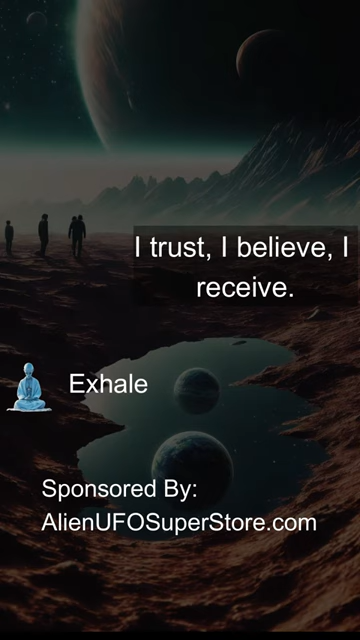 I trust, I believe, I
receive.
Exhale
Sponsored By:
AlienUFOSuperStore.com